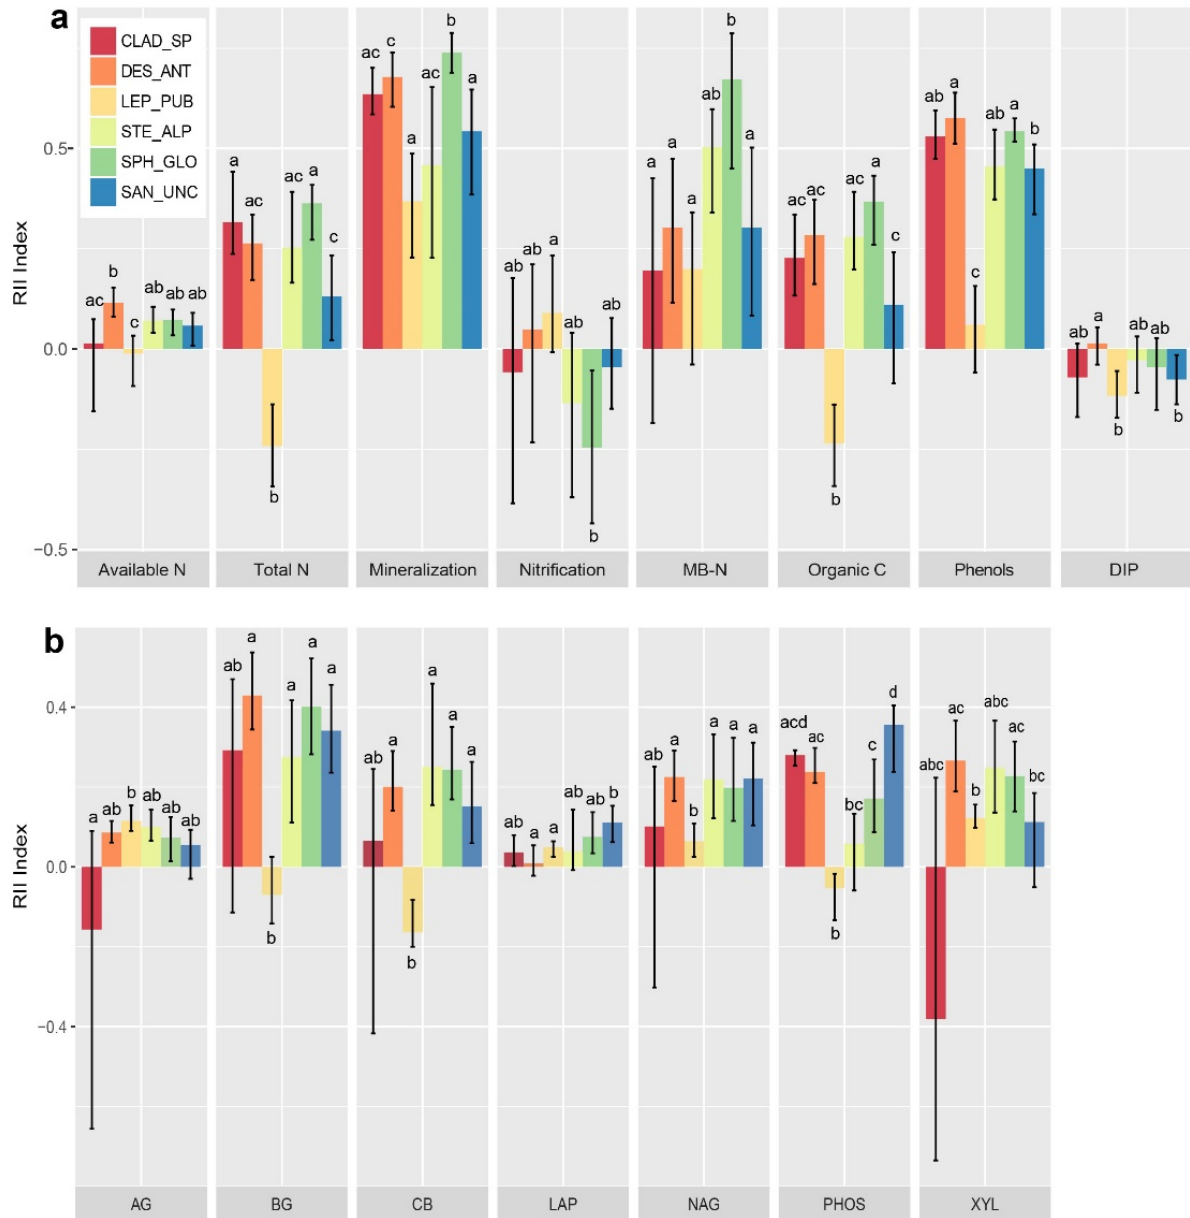 a
CLAD_SP
DES_ANT
LEP_PUB
STE_ALP
SPH_GLO
SAN_UNC
RII Index
0.5
0.0
−0.5
ac b c ab ab ab
a ac b ac a c
ac c a ac b a
ab ab a ab b ab
a a a ab b a
ac ac b ac a c
ab a c ab a b
ab a b ab ab b
Available N Total N Mineralization Nitrification MB-N Organic C Phenols DIP
b
RII Index
0.4
0.0
−0.4
a ab b ab ab ab
ab a b a a a
ab a b a a a
ab a a ab ab b
ab a b a a a
acd ac b bc c d
abc ac b abc ac bc
AG BG CB LAP NAG PHOS XYL